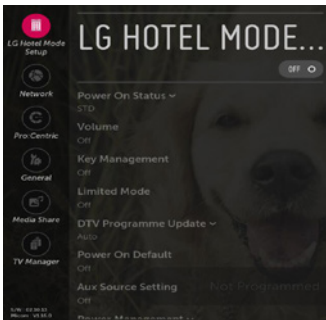 LG HOTEL MODE...
LG Hotel Mode
Setup
OFF
Network
Pro:Centric
General
Media Share
TV Manager
Power On Status
STD
Volume
Off
Key Management
Off
Limited Mode
Off
DTV Programme Update
Auto
Power On Default
Off
Aux Source Setting
Off
Not Programmed
Power Management